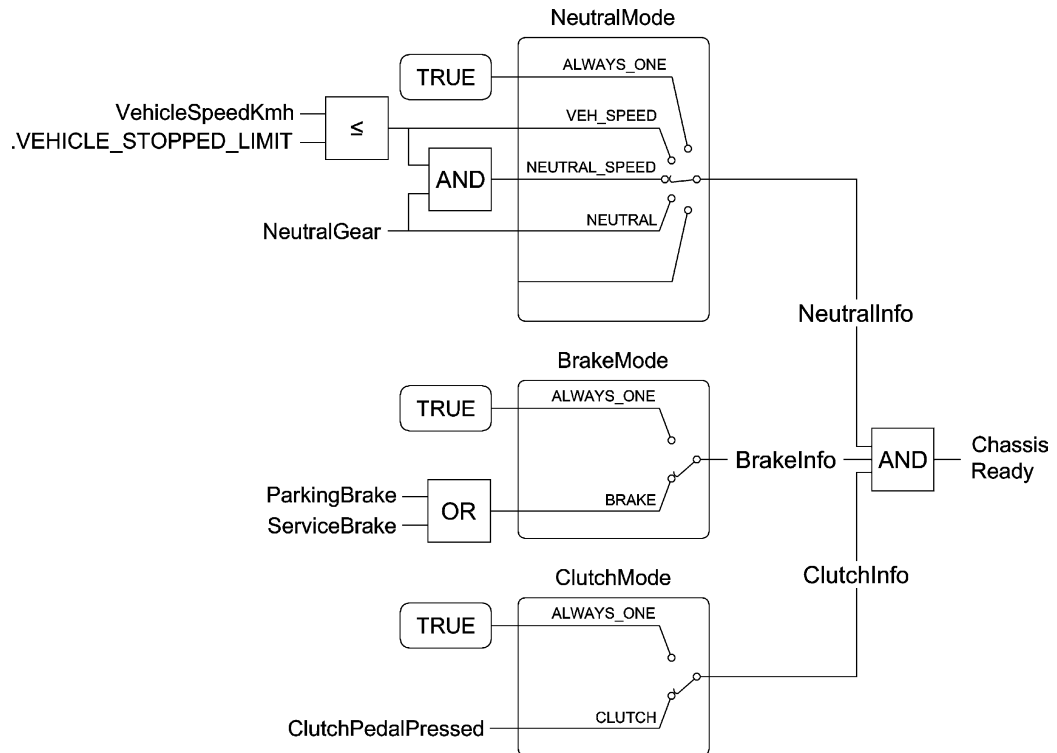 NeutralMode
TRUE
ALWAYS_ONE
VehicleSpeedKmh
.VEHICLE_STOPPED_LIMIT
≤
VEH_SPEED
AND
NEUTRAL_SPEED
NeutralGear
NEUTRAL
NeutralInfo
BrakeMode
TRUE
ALWAYS_ONE
BrakeInfo
AND
Chassis
Ready
ParkingBrake
ServiceBrake
OR
BRAKE
ClutchInfo
ClutchMode
TRUE
ALWAYS_ONE
ClutchPedalPressed
CLUTCH